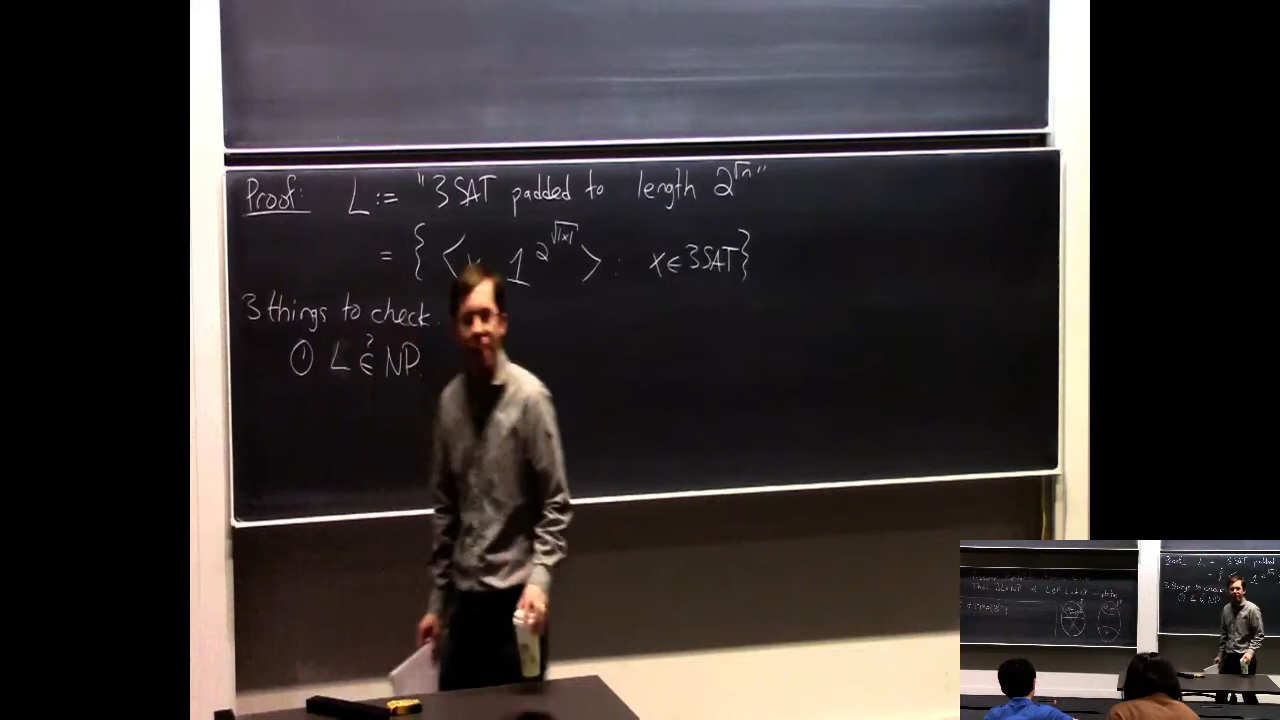 Proof: L := "3SAT padded to length 2^√n"
= { < 1^2^√|x| > : x ∈ 3SAT }
3 things to check.
① L ∈? NP.